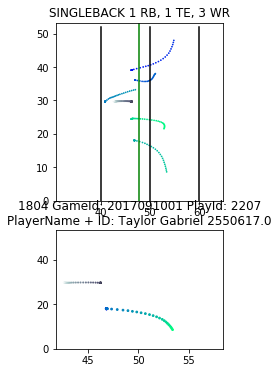 SINGLEBACK 1 RB, 1 TE, 3 WR
50
40
30
20
10
0
40 50 60
1804 GameId: 2017091001 PlayId: 2207
PlayerName + ID: Taylor Gabriel 2550617.0
40
20
0
45 50 55